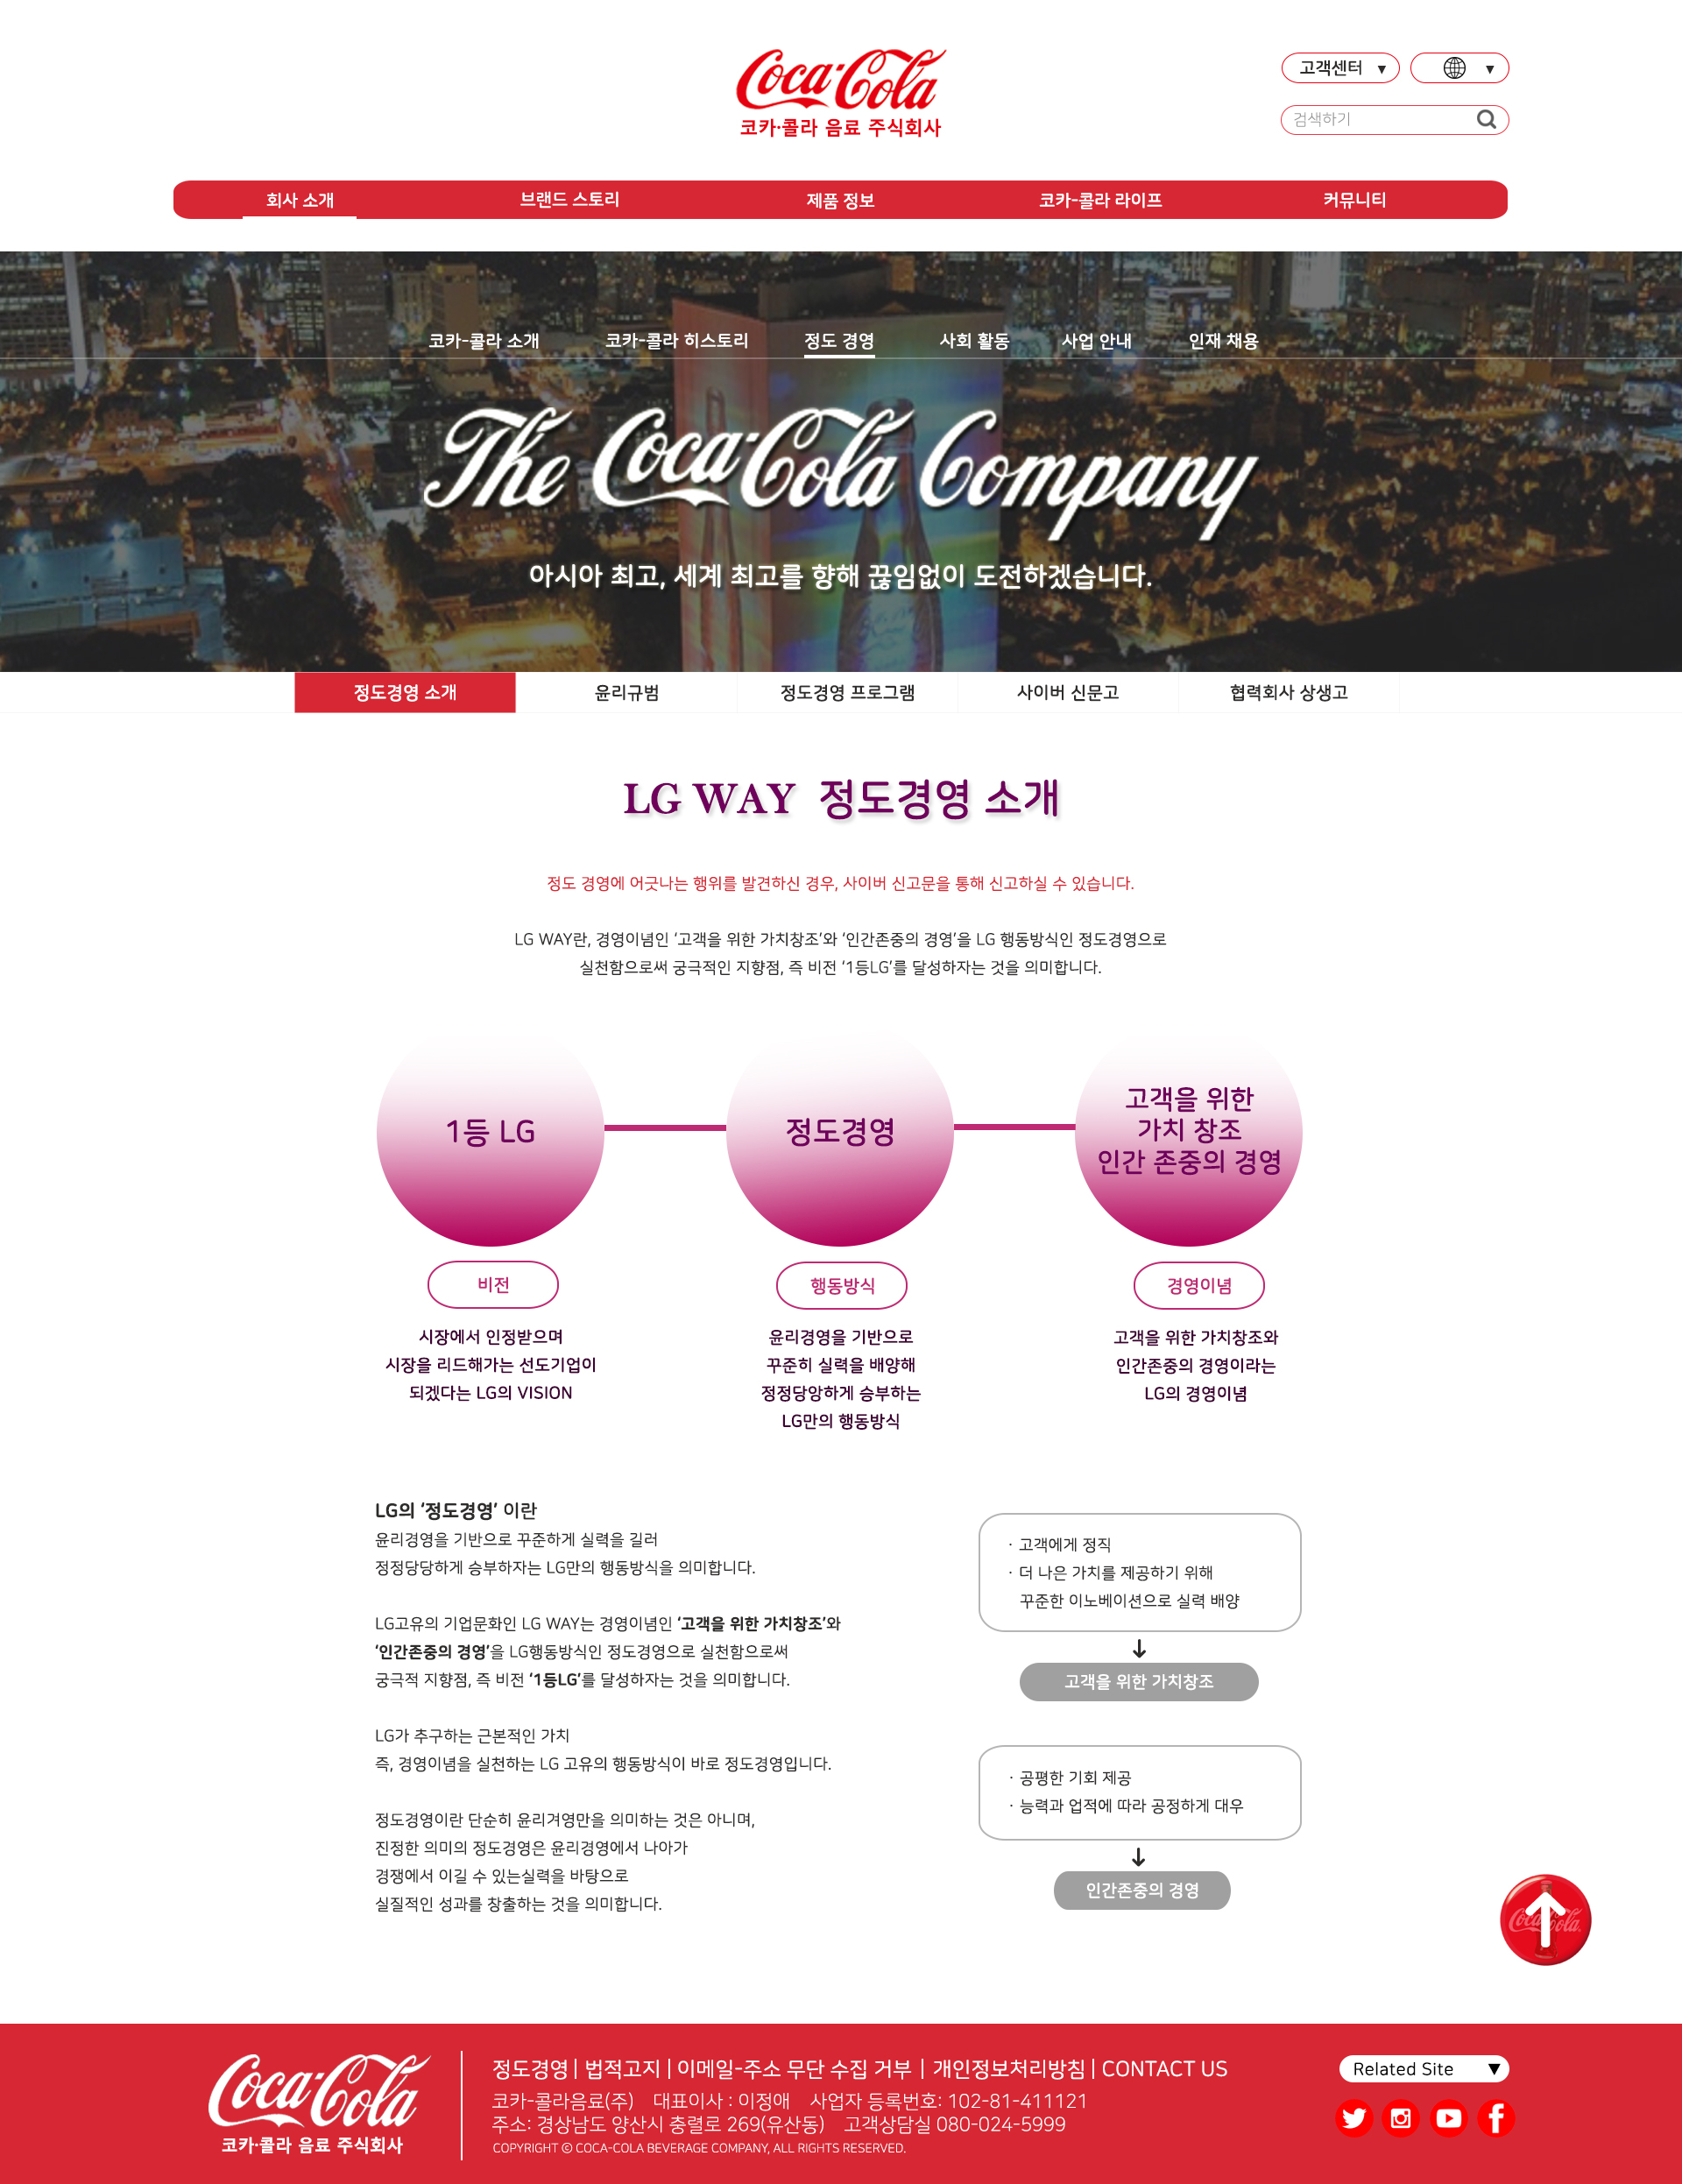 Coca-Cola
코카·콜라 음료 주식회사
고객센터 ▼
▼
검색하기
회사 소개
브랜드 스토리
제품 정보
코카-콜라 라이프
커뮤니티
코카-콜라 소개
코카-콜라 히스토리
정도 경영
사회 활동
사업 안내
인재 채용
The Coca-Cola Company
아시아 최고, 세계 최고를 향해 끊임없이 도전하겠습니다.
정도경영 소개
윤리규범
정도경영 프로그램
사이버 신문고
협력회사 상생고
LG WAY 정도경영 소개
정도 경영에 어긋나는 행위를 발견하신 경우, 사이버 신고문을 통해 신고하실 수 있습니다.
LG WAY란, 경영이념인 ‘고객을 위한 가치창조’와 ‘인간존중의 경영’을 LG 행동방식인 정도경영으로
실천함으로써 궁극적인 지향점, 즉 비전 ‘1등LG’를 달성하자는 것을 의미합니다.
1등 LG
정도경영
고객을 위한
가치 창조
인간 존중의 경영
비전
행동방식
경영이념
시장에서 인정받으며
시장을 리드해가는 선도기업이
되겠다는 LG의 VISION
윤리경영을 기반으로
꾸준히 실력을 배양해
정정당앙하게 승부하는
LG만의 행동방식
고객을 위한 가치창조와
인간존중의 경영이라는
LG의 경영이념
LG의 ‘정도경영’ 이란
윤리경영을 기반으로 꾸준하게 실력을 길러
정정당당하게 승부하자는 LG만의 행동방식을 의미합니다.
LG고유의 기업문화인 LG WAY는 경영이념인 ‘고객을 위한 가치창조’와
‘인간존중의 경영’을 LG행동방식인 정도경영으로 실천함으로써
궁극적 지향점, 즉 비전 ‘1등LG’를 달성하자는 것을 의미합니다.
LG가 추구하는 근본적인 가치
즉, 경영이념을 실천하는 LG 고유의 행동방식이 바로 정도경영입니다.
정도경영이란 단순히 윤리겨영만을 의미하는 것은 아니며,
진정한 의미의 정도경영은 윤리경영에서 나아가
경쟁에서 이길 수 있는실력을 바탕으로
실질적인 성과를 창출하는 것을 의미합니다.
· 고객에게 정직
· 더 나은 가치를 제공하기 위해
꾸준한 이노베이션으로 실력 배양
↓
고객을 위한 가치창조
· 공평한 기회 제공
· 능력과 업적에 따라 공정하게 대우
↓
인간존중의 경영
Coca-Cola
Coca-Cola
코카·콜라 음료 주식회사
정도경영 | 법적고지 | 이메일-주소 무단 수집 거부 | 개인정보처리방침 | CONTACT US
코카-콜라음료(주) 대표이사 : 이정애 사업자 등록번호: 102-81-411121
주소: 경상남도 양산시 충렬로 269(유산동) 고객상담실 080-024-5999
COPYRIGHT © COCA-COLA BEVERAGE COMPANY, ALL RIGHTS RESERVED.
Related Site ▼